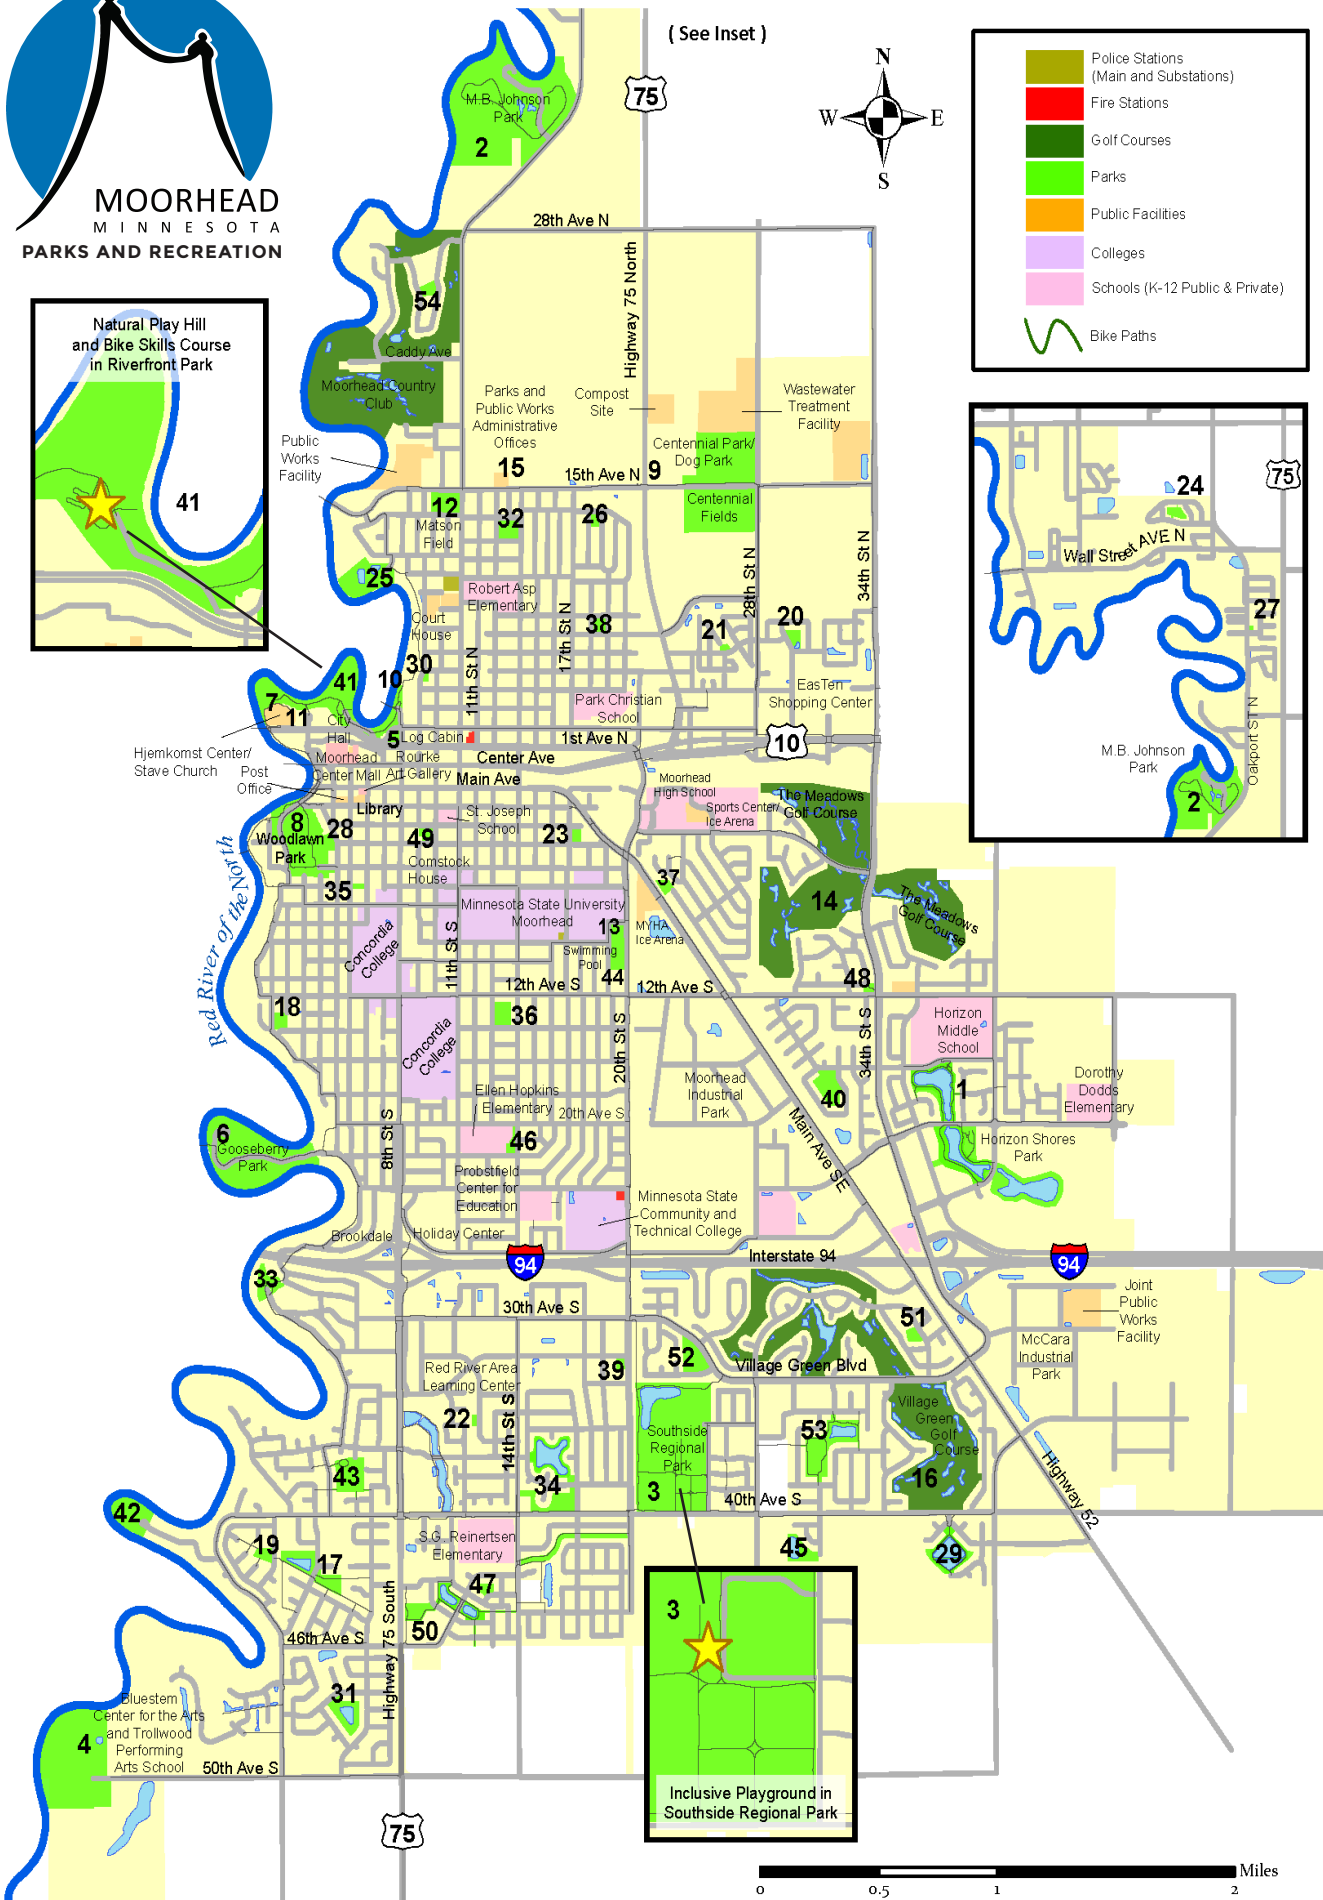 ( See Inset )
75
N
W
E
S
MOORHEAD
MINNESOTA
PARKS AND RECREATION
Police Stations
(Main and Substations)
Fire Stations
Golf Courses
Parks
Public Facilities
Colleges
Schools (K-12 Public & Private)
Bike Paths
M.B. Johnson
Park
2
28th Ave N
Highway 75 North
54
Caddy Ave
Moorhead Country
Club
Natural Play Hill
and Bike Skills Course
in Riverfront Park
41
Public
Works
Facility
Parks and
Public Works
Administrative
Offices
15
Compost
Site
Wastewater
Treatment
Facility
Centennial Park/
Dog Park
9
15th Ave N
Centennial
Fields
12
Matson
Field
32
26
25
Robert Asp
Elementary
Court
House
38
17th St N
28th St N
34th St N
21
20
30
10
11th St N
41
7
11
City
Hall
5
Log Cabin
Park Christian
School
EasTen
Shopping Center
1st Ave N
10
Hjemkomst Center/
Stave Church
Post
Office
Moorhead
Center Mall
Rourke
Art Gallery
Center Ave
Main Ave
Library
St. Joseph
School
Moorhead
High School
Sports Center/
Ice Arena
The Meadows
Golf Course
8
Woodlawn
Park
28
49
23
Comstock
House
35
37
14
The Meadows
Golf Course
Minnesota State University
Moorhead
13
MYHA
Ice Arena
Swimming
Pool
44
Concordia
College
11th St S
12th Ave S
12th Ave S
48
Red River of the North
18
36
Concordia
College
20th St S
34th St S
Horizon
Middle
School
Moorhead
Industrial
Park
40
1
Dorothy
Dodds
Elementary
Ellen Hopkins
Elementary
20th Ave S
46
8th St S
Main Ave SE
Horizon Shores
Park
6
Gooseberry
Park
Probstfield
Center for
Education
Minnesota State
Community and
Technical College
Brookdale
Holiday Center
94
Interstate 94
94
33
30th Ave S
51
Joint
Public
Works
Facility
McCara
Industrial
Park
39
52
Village Green Blvd
Red River Area
Learning Center
22
14th St S
Southside
Regional
Park
3
53
Village
Green
Golf
Course
16
43
34
40th Ave S
Highway 52
42
19
17
S.G. Reinertsen
Elementary
45
29
47
50
46th Ave S
Highway 75 South
31
4
Bluestem
Center for the Arts
and Trollwood
Performing
Arts School
50th Ave S
75
3
Inclusive Playground in
Southside Regional Park
24
75
Wall Street AVE N
27
M.B. Johnson
Park
2
Oakport ST N
Miles
0
0.5
1
2